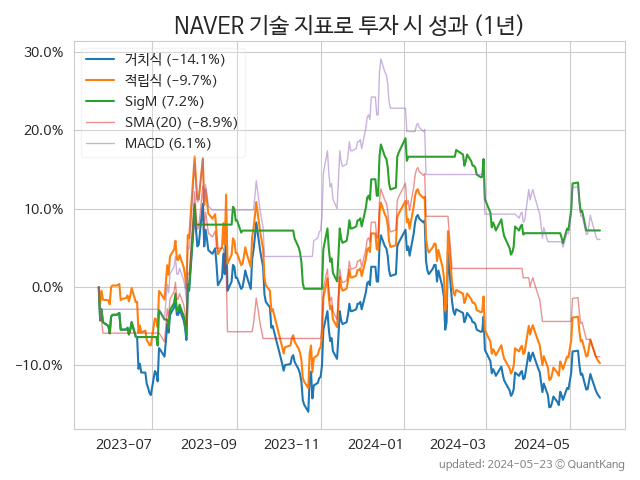 NAVER 기술 지표로 투자 시 성과 (1년)
30.0%
20.0%
10.0%
0.0%
−10.0%
거치식 (−14.1%)
적립식 (−9.7%)
SigM (7.2%)
SMA(20) (−8.9%)
MACD (6.1%)
2023−07
2023−09
2023−11
2024−01
2024−03
2024−05
updated: 2024−05−23 © QuantKang